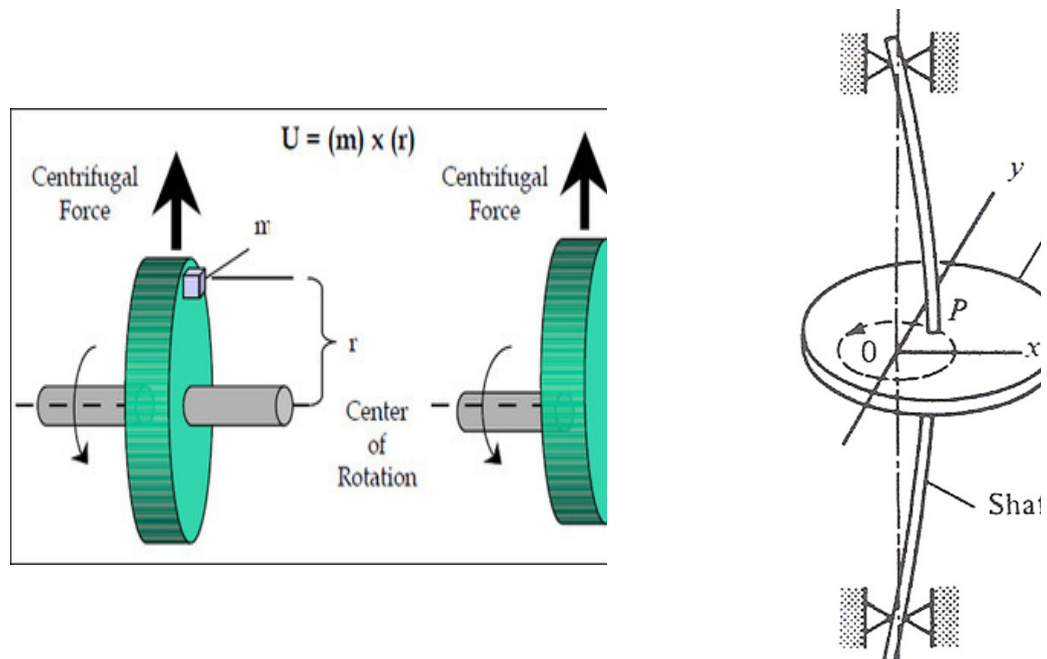 U = (m) x (r)
Centrifugal
Force
m
r
Center
of
Rotation
Centrifugal
Force
y
P
0
x
Shaf